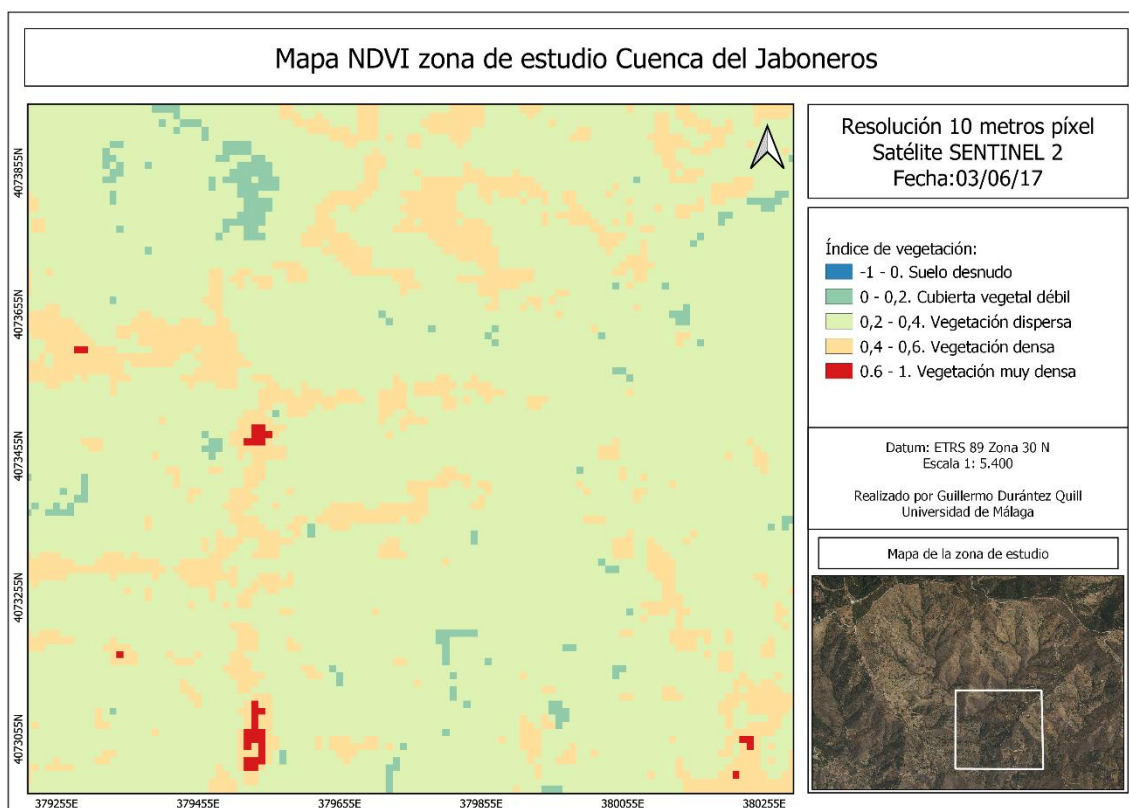 Mapa NDVI zona de estudio Cuenca del Jaboneros
Resolución 10 metros píxel
Satélite SENTINEL 2
Fecha:03/06/17
Índice de vegetación:
-1 - 0. Suelo desnudo
0 - 0,2. Cubierta vegetal débil
0,2 - 0,4. Vegetación dispersa
0,4 - 0,6. Vegetación densa
0.6 - 1. Vegetación muy densa
Datum: ETRS 89 Zona 30 N
Escala 1: 5.400
Realizado por Guillermo Durántez Quill
Universidad de Málaga
Mapa de la zona de estudio
4073855N
4073655N
4073455N
4073255N
4073055N
379255E
379455E
379655E
379855E
380055E
380255E